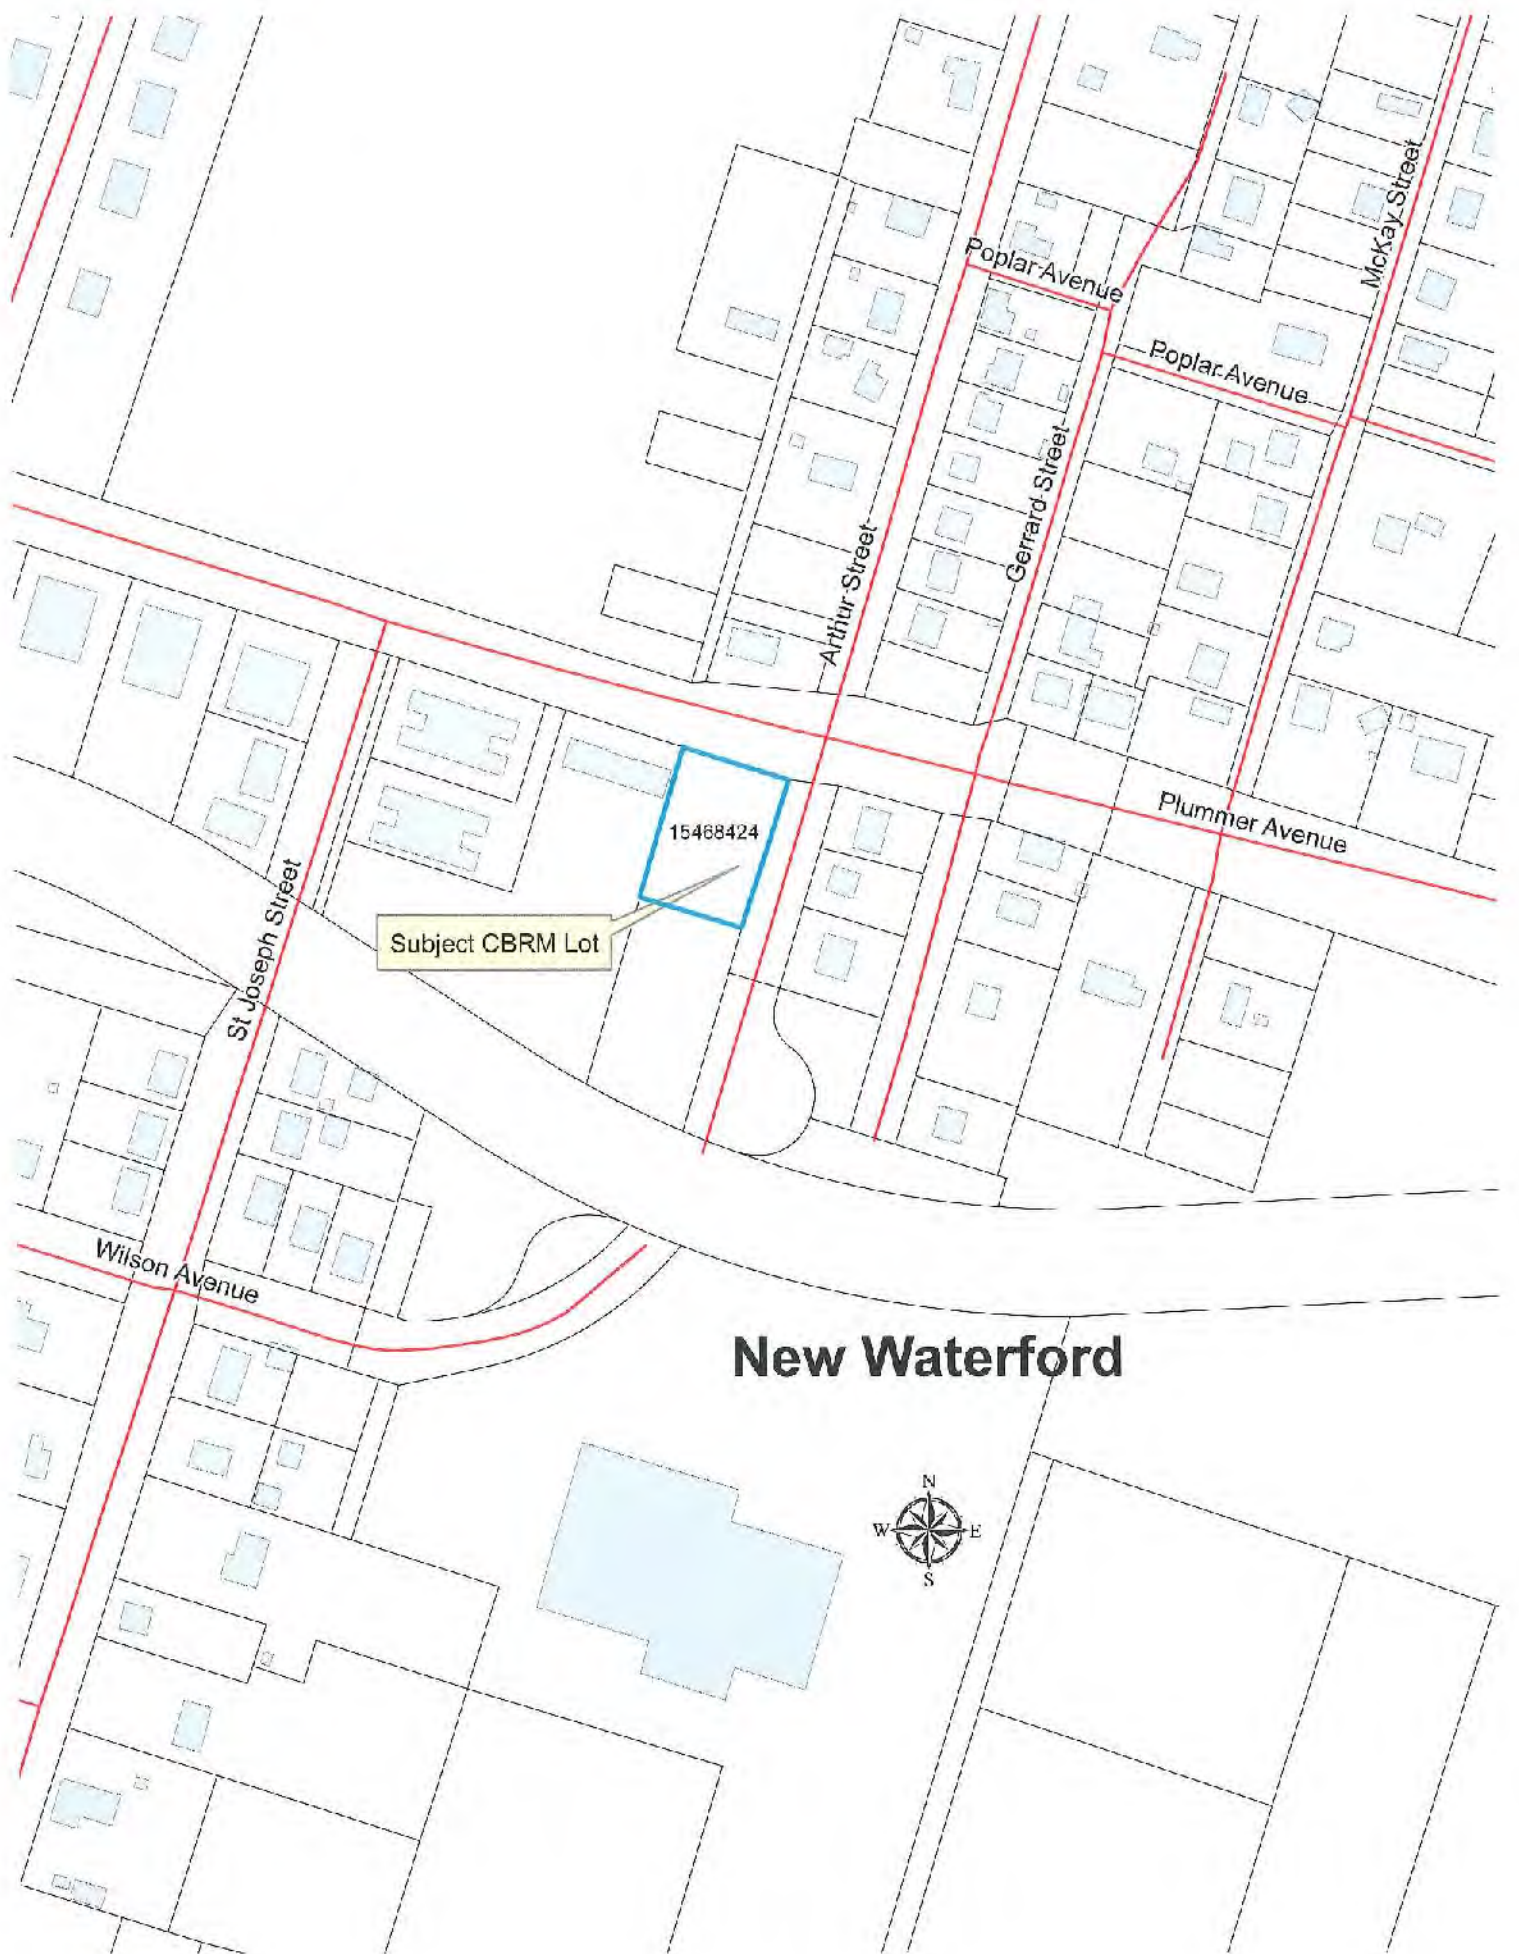 McKay Street
Poplar Avenue
Poplar Avenue
Gerrard Street
Arthur Street
Plummer Avenue
15468424
Subject CBRM Lot
St Joseph Street
Wilson Avenue
New Waterford
N
W
E
S